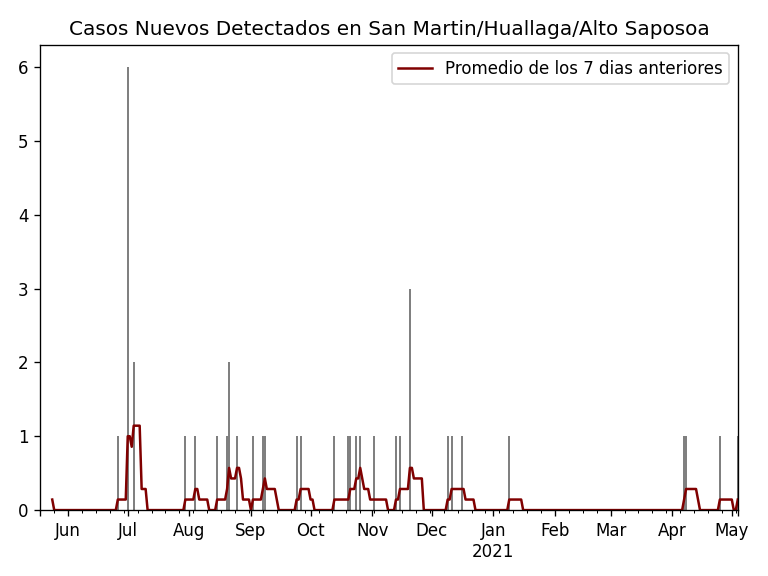 Casos Nuevos Detectados en San Martin/Huallaga/Alto Saposoa
Promedio de los 7 dias anteriores
6
5
4
3
2
1
0
Jun Jul Aug Sep Oct Nov Dec Jan Feb Mar Apr May
2021